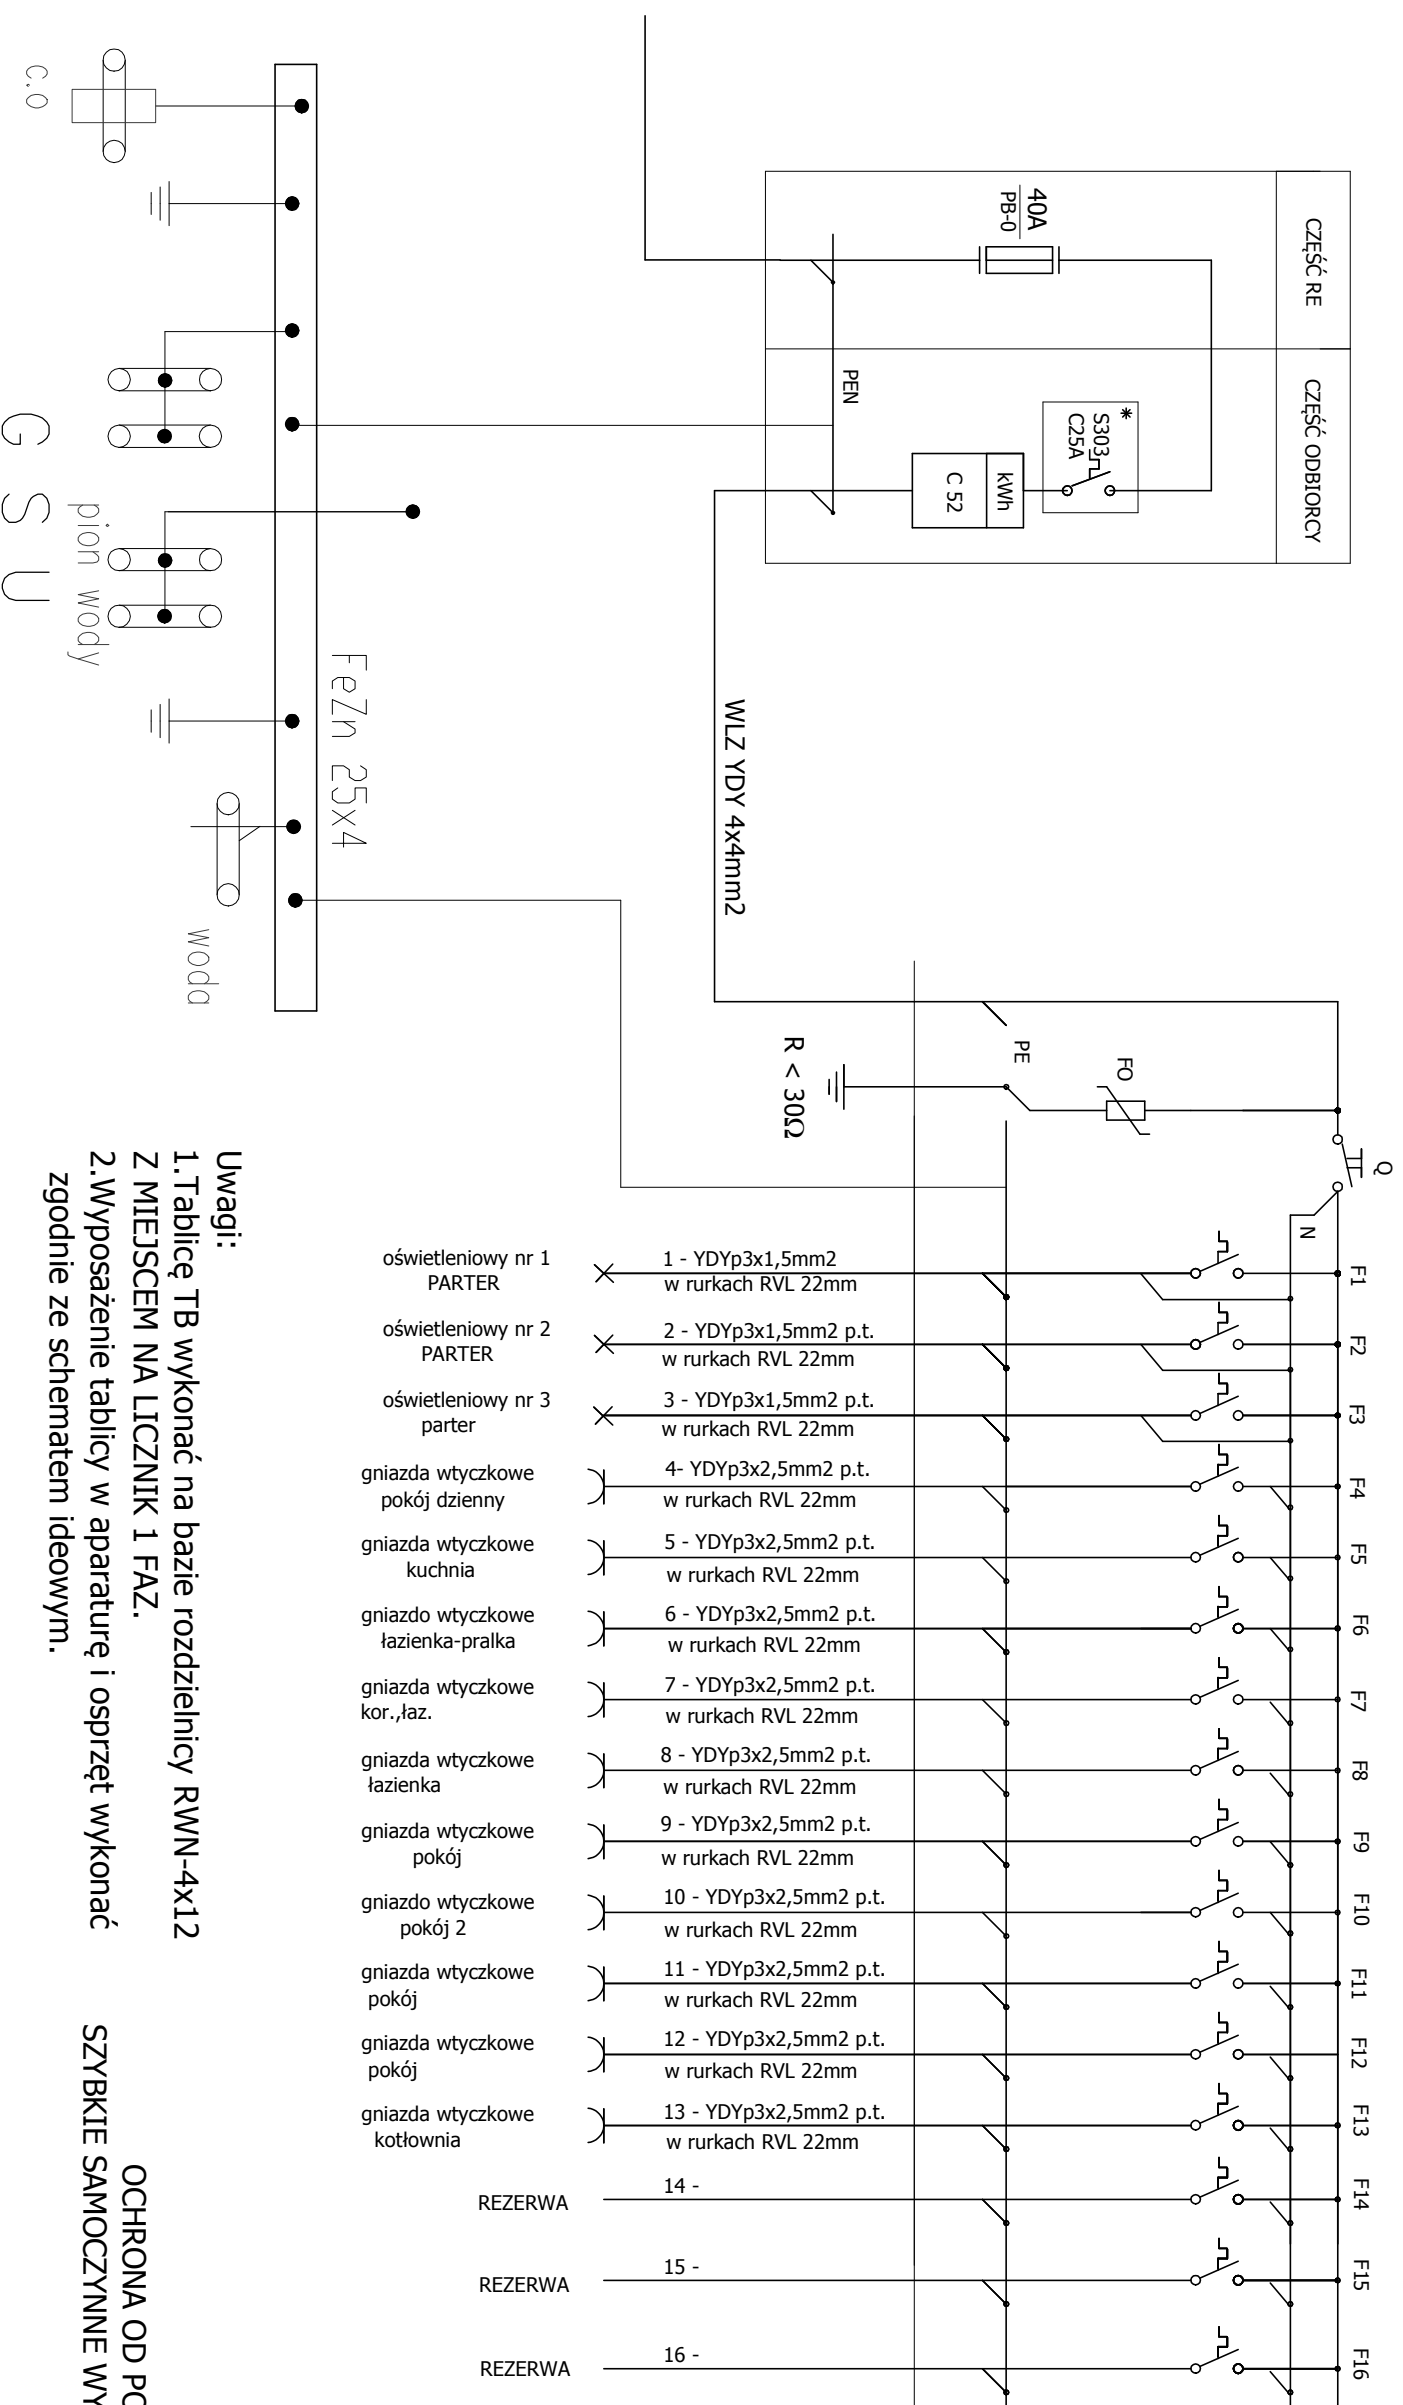 CZĘŚĆ RE
CZĘŚĆ ODBIORCY
40A
PB-0
*
S303
C25A
kWh
C 52
PEN
WLZ YDY 4x4mm2
c.o
G S U
pion wody
FeZn 25x4
woda
R < 30Ω
PE
FO
Q
N
F1
oświetleniowy nr 1
PARTER
1 - YDYp3x1,5mm2
w rurkach RVL 22mm
F2
oświetleniowy nr 2
PARTER
2 - YDYp3x1,5mm2 p.t.
w rurkach RVL 22mm
F3
oświetleniowy nr 3
parter
3 - YDYp3x1,5mm2 p.t.
w rurkach RVL 22mm
F4
gniazda wtyczkowe
pokój dzienny
4- YDYp3x2,5mm2 p.t.
w rurkach RVL 22mm
F5
gniazda wtyczkowe
kuchnia
5 - YDYp3x2,5mm2 p.t.
w rurkach RVL 22mm
F6
gniazdo wtyczkowe
łazienka-pralka
6 - YDYp3x2,5mm2 p.t.
w rurkach RVL 22mm
F7
gniazda wtyczkowe
kor.,łaz.
7 - YDYp3x2,5mm2 p.t.
w rurkach RVL 22mm
F8
gniazda wtyczkowe
łazienka
8 - YDYp3x2,5mm2 p.t.
w rurkach RVL 22mm
F9
gniazda wtyczkowe
pokój
9 - YDYp3x2,5mm2 p.t.
w rurkach RVL 22mm
F10
gniazdo wtyczkowe
pokój 2
10 - YDYp3x2,5mm2 p.t.
w rurkach RVL 22mm
F11
gniazda wtyczkowe
pokój
11 - YDYp3x2,5mm2 p.t.
w rurkach RVL 22mm
F12
gniazda wtyczkowe
pokój
12 - YDYp3x2,5mm2 p.t.
w rurkach RVL 22mm
F13
gniazda wtyczkowe
kotłownia
13 - YDYp3x2,5mm2 p.t.
w rurkach RVL 22mm
F14
REZERWA
14 -
F15
REZERWA
15 -
F16
REZERWA
16 -
Uwagi:
1.Tablicę TB wykonać na bazie rozdzielnicy RWN-4x12
Z MIEJSCEM NA LICZNIK 1 FAZ.
2.Wyposażenie tablicy w aparaturę i osprzęt wykonać
zgodnie ze schematem ideowym.
OCHRONA OD
SZYBKIE SAMOCZYNNE